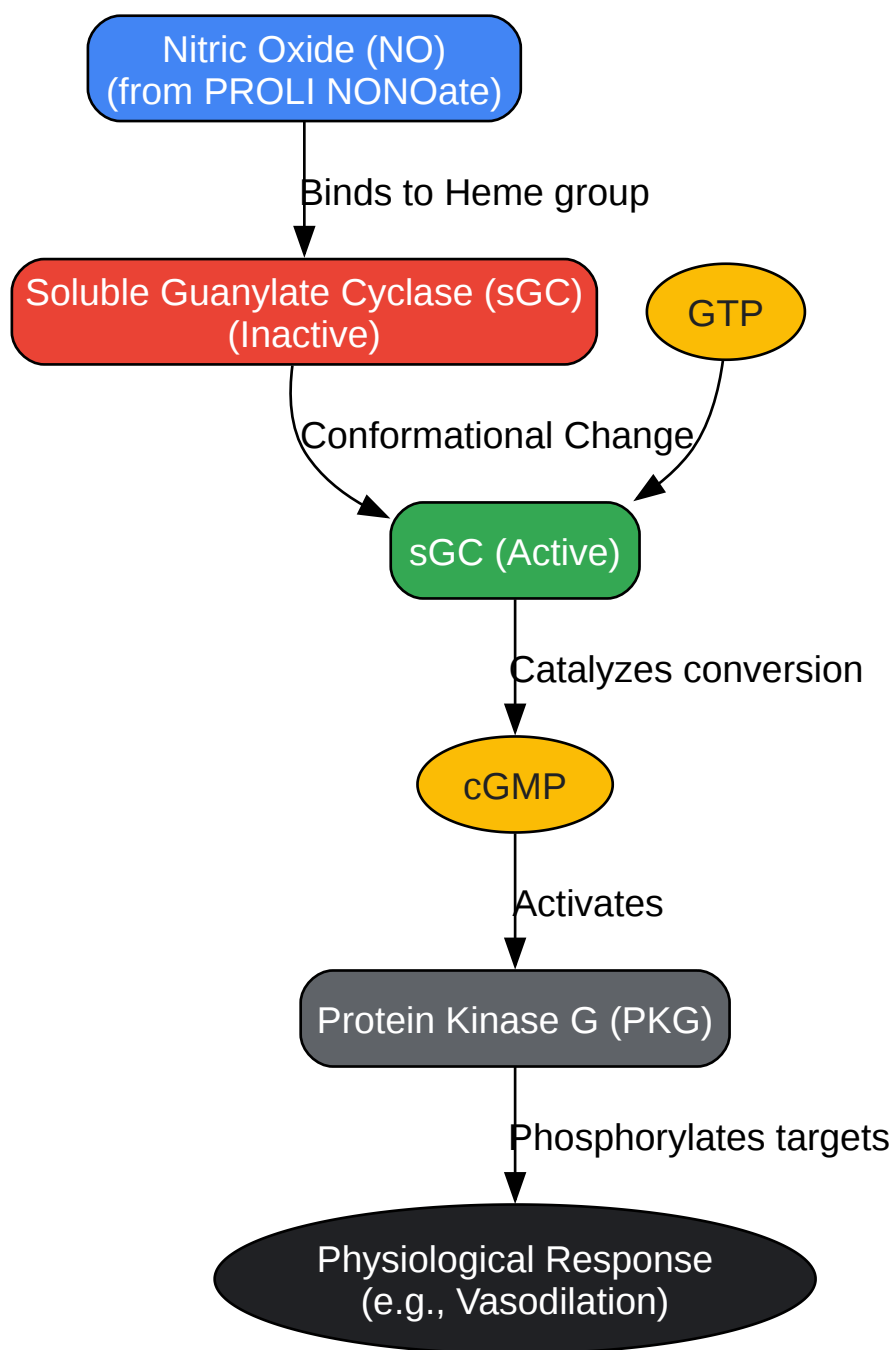 Nitric Oxide (NO)
(from PROLI NONOate)
Binds to Heme group
Soluble Guanylate Cyclase (sGC)
(Inactive)
GTP
Conformational Change
sGC (Active)
Catalyzes conversion
cGMP
Activates
Protein Kinase G (PKG)
Phosphorylates targets
Physiological Response
(e.g., Vasodilation)